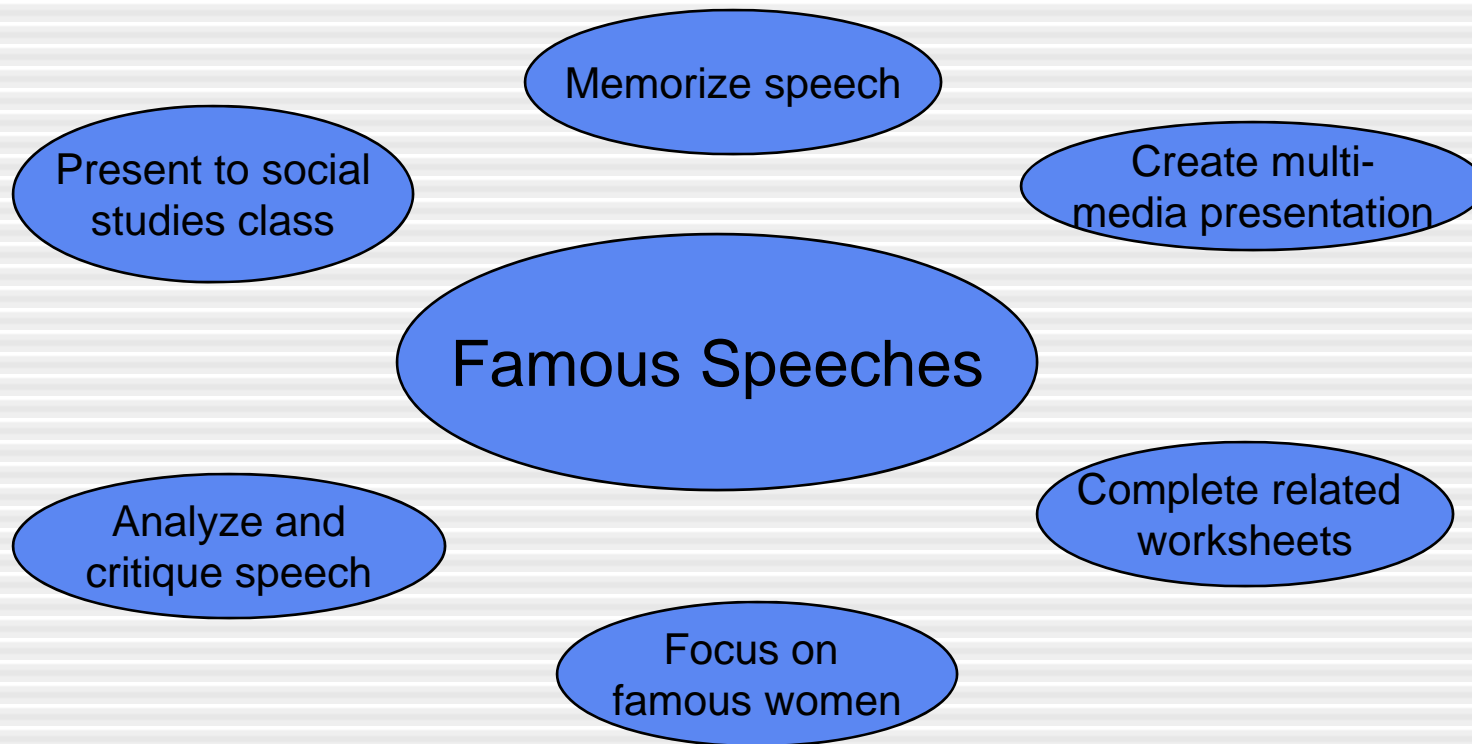 Memorize speech
Present to social
studies class
Create multi-
media presentation
Famous Speeches
Analyze and
critique speech
Complete related
worksheets
Focus on
famous women